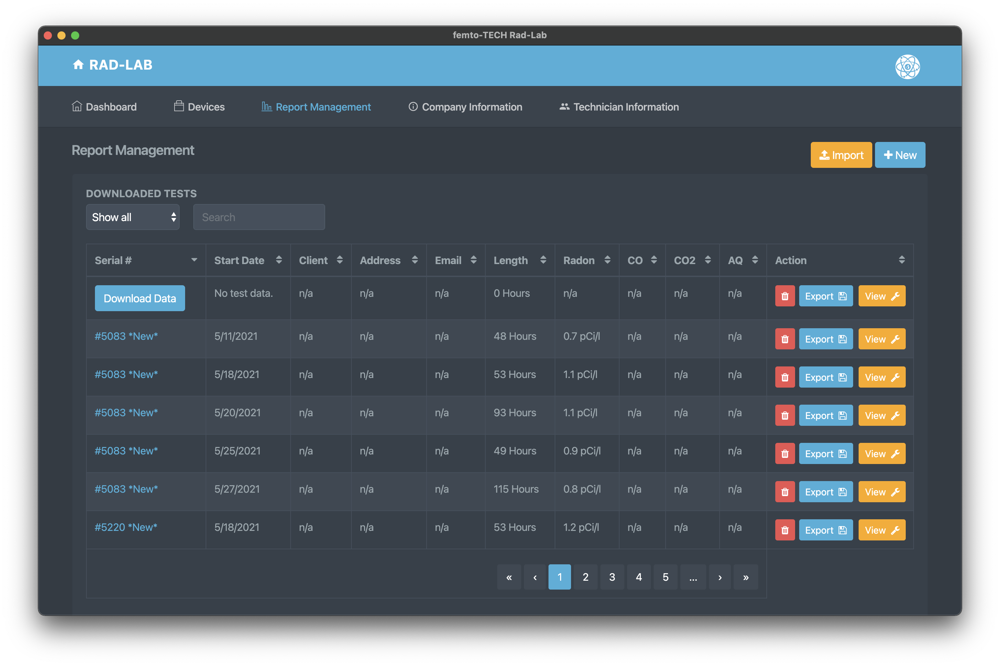 femto-TECH Rad-Lab
RAD-LAB
Dashboard Devices Report Management Company Information Technician Information
Report Management
Import New
DOWNLOADED TESTS
Show all Search
Serial # Start Date Client Address Email Length Radon CO CO2 AQ Action
Download Data No test data. n/a n/a n/a 0 Hours n/a n/a n/a n/a Export View
#5083 *New* 5/11/2021 n/a n/a n/a 48 Hours 0.7 pCi/l n/a n/a n/a Export View
#5083 *New* 5/18/2021 n/a n/a n/a 53 Hours 1.1 pCi/l n/a n/a n/a Export View
#5083 *New* 5/20/2021 n/a n/a n/a 93 Hours 1.1 pCi/l n/a n/a n/a Export View
#5083 *New* 5/25/2021 n/a n/a n/a 49 Hours 0.9 pCi/l n/a n/a n/a Export View
#5083 *New* 5/27/2021 n/a n/a n/a 115 Hours 0.8 pCi/l n/a n/a n/a Export View
#5220 *New* 5/18/2021 n/a n/a n/a 53 Hours 1.2 pCi/l n/a n/a n/a Export View
« ‹ 1 2 3 4 5 ... › »